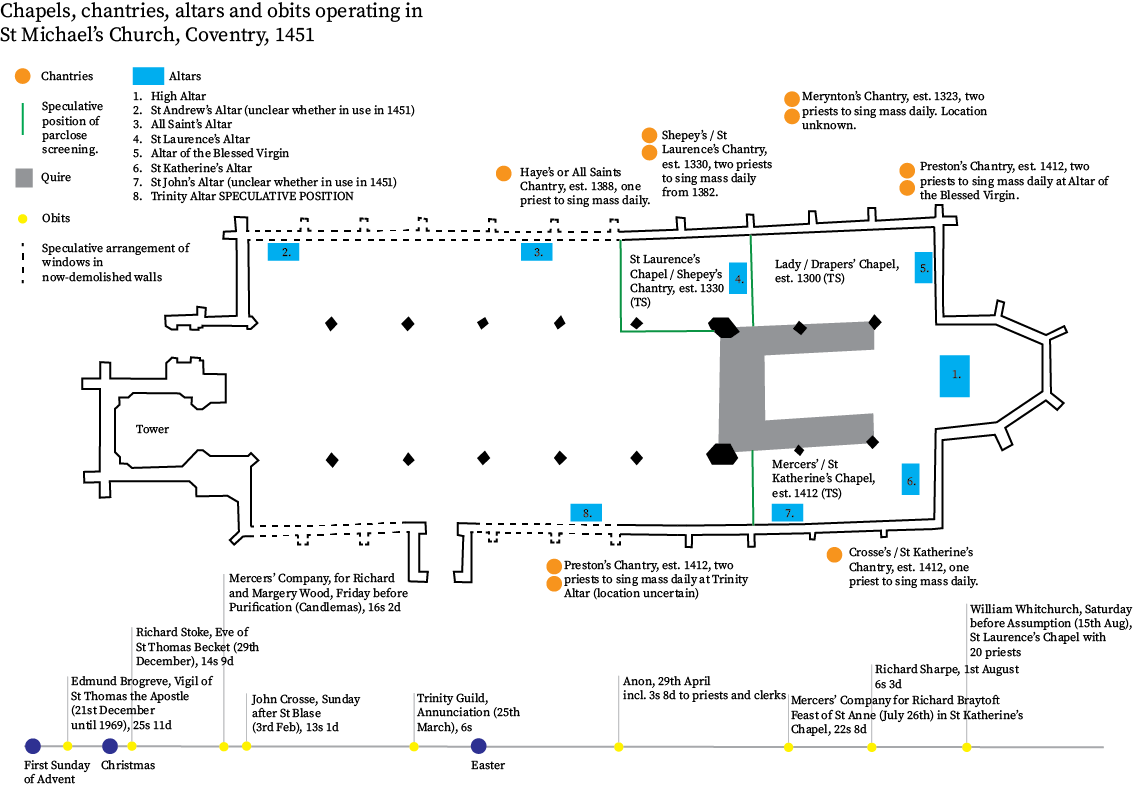 Chapels, chantries, altars and obits operating in
St Michael's Church, Coventry, 1451
Chantries
Speculative
position of
parclose
screening.
Quire
Obits
Speculative arrangement of
windows in
now-demolished walls
Altars
1. High Altar
2. St Andrew's Altar (unclear whether in use in 1451)
3. All Saint's Altar
4. St Laurence's Altar
5. Altar of the Blessed Virgin
6. St Katherine's Altar
7. St John's Altar (unclear whether in use in 1451)
8. Trinity Altar SPECULATIVE POSITION
Haye's or All Saints
Chantry, est. 1388, one
priest to sing mass daily.
Shepey's / St
Laurence's Chantry,
est. 1330, two priests
to sing mass daily
from 1382.
Merynton's Chantry, est. 1323, two
priests to sing mass daily. Location
unknown.
Preston's Chantry, est. 1412, two
priests to sing mass daily at Altar of
the Blessed Virgin.
2.
3.
St Laurence's
Chapel / Shepey's
Chantry, est. 1330
(TS)
4.
Lady / Drapers' Chapel,
est. 1300 (TS)
5.
1.
Tower
Mercers' / St
Katherine's Chapel,
est. 1412 (TS)
6.
8.
7.
Preston's Chantry, est. 1412, two
priests to sing mass daily at Trinity
Altar (location uncertain)
Crosse's / St Katherine's
Chantry, est. 1412, one
priest to sing mass daily.
Edmund Brogreve, Vigil of
St Thomas the Apostle
(21st December
until 1969), 25s 11d
Richard Stoke, Eve of
St Thomas Becket (29th
December), 14s 9d
Mercers' Company, for Richard
and Margery Wood, Friday before
Purification (Candlemas), 16s 2d
John Crosse, Sunday
after St Blase
(3rd Feb), 13s 1d
Trinity Guild,
Annunciation (25th
March), 6s
Anon, 29th April
incl. 3s 8d to priests and clerks
Mercers' Company for Richard Braytoft
Feast of St Anne (July 26th) in St Katherine's
Chapel, 22s 8d
Richard Sharpe, 1st August
6s 3d
William Whitchurch, Saturday
before Assumption (15th Aug),
St Laurence's Chapel with
20 priests
First Sunday
of Advent
Christmas
Easter